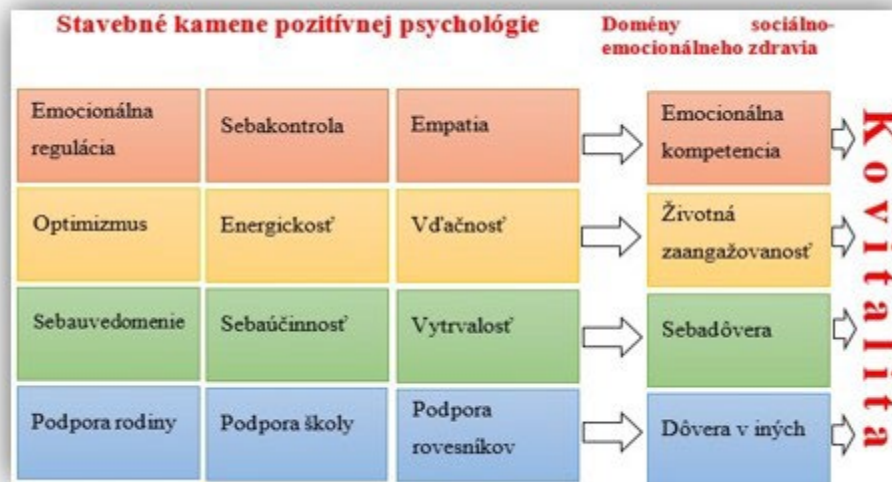 Stavebné kamene pozitívnej psychológie
Domény sociálno-
emocionálneho zdravia
Emocionálna
regulácia
Sebakontrola
Empatia
Emocionálna
kompetencia
Optimizmus
Energickosť
Vďačnosť
Životná
zaangažovanosť
Sebauvedomenie
Sebaúčinnosť
Vytrvalosť
Sebadôvera
Podpora rodiny
Podpora školy
Podpora
rovesníkov
Dôvera v iných
Kovitalita